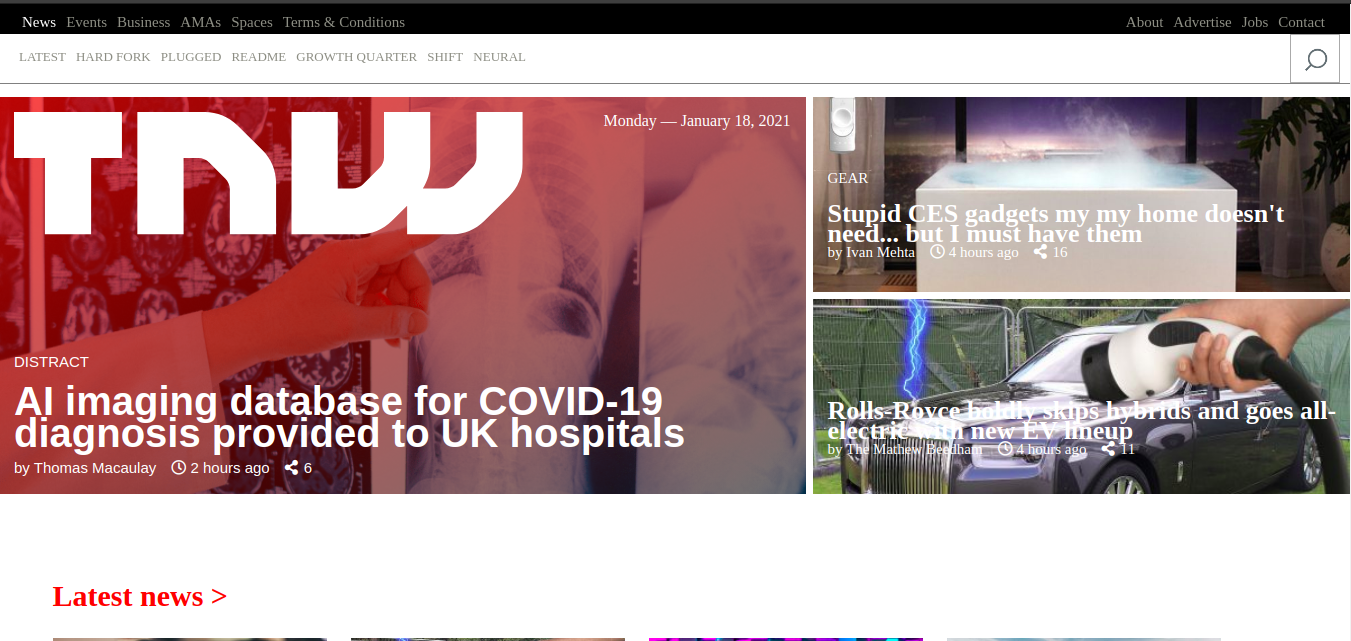 News Events Business AMAs Spaces Terms & Conditions About Advertise Jobs Contact
LATEST HARD FORK PLUGGED README GROWTH QUARTER SHIFT NEURAL
TNW
Monday — January 18, 2021
DISTRACT
AI imaging database for COVID-19
diagnosis provided to UK hospitals
by Thomas Macaulay 2 hours ago 6
GEAR
Stupid CES gadgets my my home doesn't
need... but I must have them
by Ivan Mehta 4 hours ago 16
Rolls-Royce boldly skips hybrids and goes all-
electric with new EV lineup
by The Mathew Beedham 4 hours ago 11
Latest news >